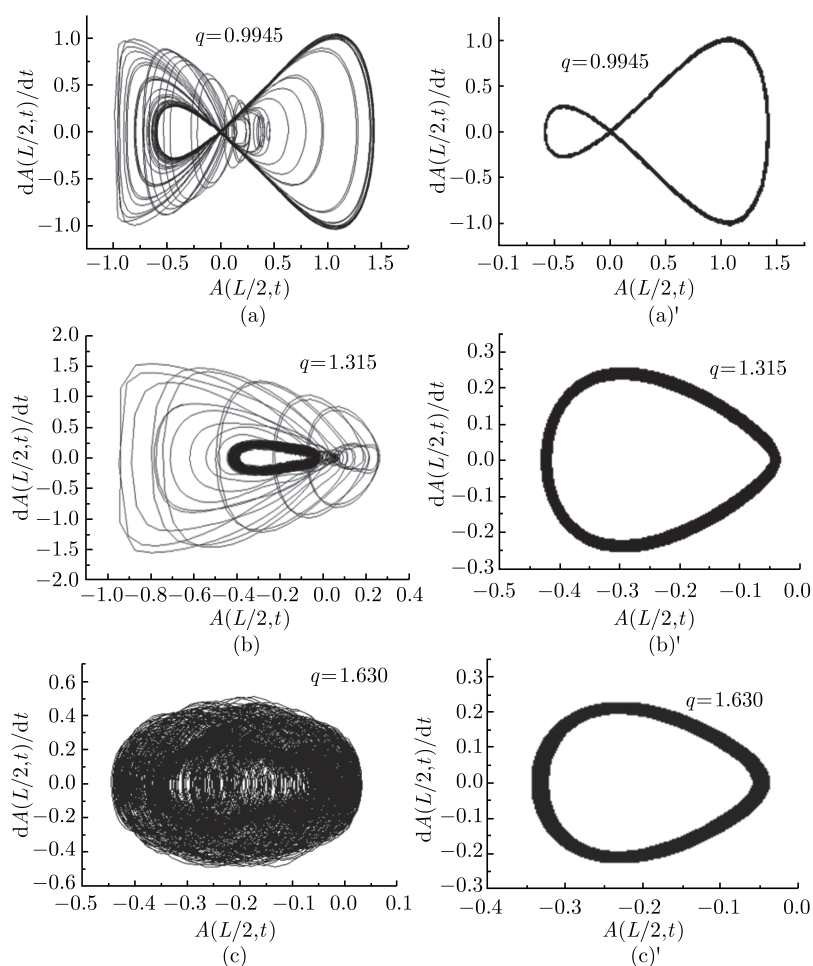 1.0
0.5
0.0
−0.5
−1.0
dA(L/2,t)/dt
q=0.9945
−1.0 −0.5 0.0 0.5 1.0 1.5
A(L/2,t)
(a)
1.0
0.5
0.0
−0.5
−1.0
dA(L/2,t)/dt
q=0.9945
−0.1 −0.5 0.0 0.5 1.0 1.5
A(L/2,t)
(a)'
2.0
1.5
1.0
0.5
0.0
−0.5
−1.0
−1.5
−2.0
dA(L/2,t)/dt
q=1.315
−1.0 −0.8 −0.6 −0.4 −0.2 0.0 0.2 0.4
A(L/2,t)
(b)
0.3
0.2
0.1
0.0
−0.1
−0.2
−0.3
dA(L/2,t)/dt
q=1.315
−0.5 −0.4 −0.3 −0.2 −0.1 0.0
A(L/2,t)
(b)'
0.6
0.4
0.2
0.0
−0.2
−0.4
−0.6
dA(L/2,t)/dt
q=1.630
−0.5 −0.4 −0.3 −0.2 −0.1 0.0 0.1
A(L/2,t)
(c)
0.3
0.2
0.1
0.0
−0.1
−0.2
−0.3
dA(L/2,t)/dt
q=1.630
−0.4 −0.3 −0.2 −0.1 0.0
A(L/2,t)
(c)'